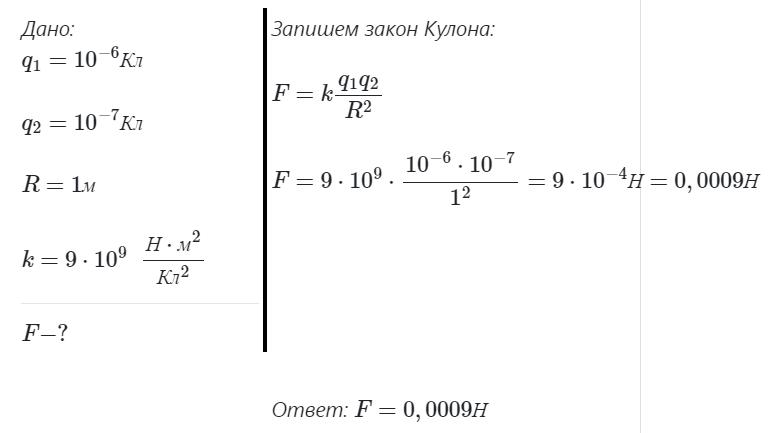 Дано:
q₁ = 10⁻⁶Кл
q₂ = 10⁻⁷Кл
R = 1м
k = 9 · 10⁹ Н · м² / Кл²
F–?
Запишем закон Кулона:
F = k q₁q₂ / R²
F = 9 · 10⁹ · 10⁻⁶ · 10⁻⁷ / 1² = 9 · 10⁻⁴Н = 0,0009Н
Ответ: F = 0,0009Н